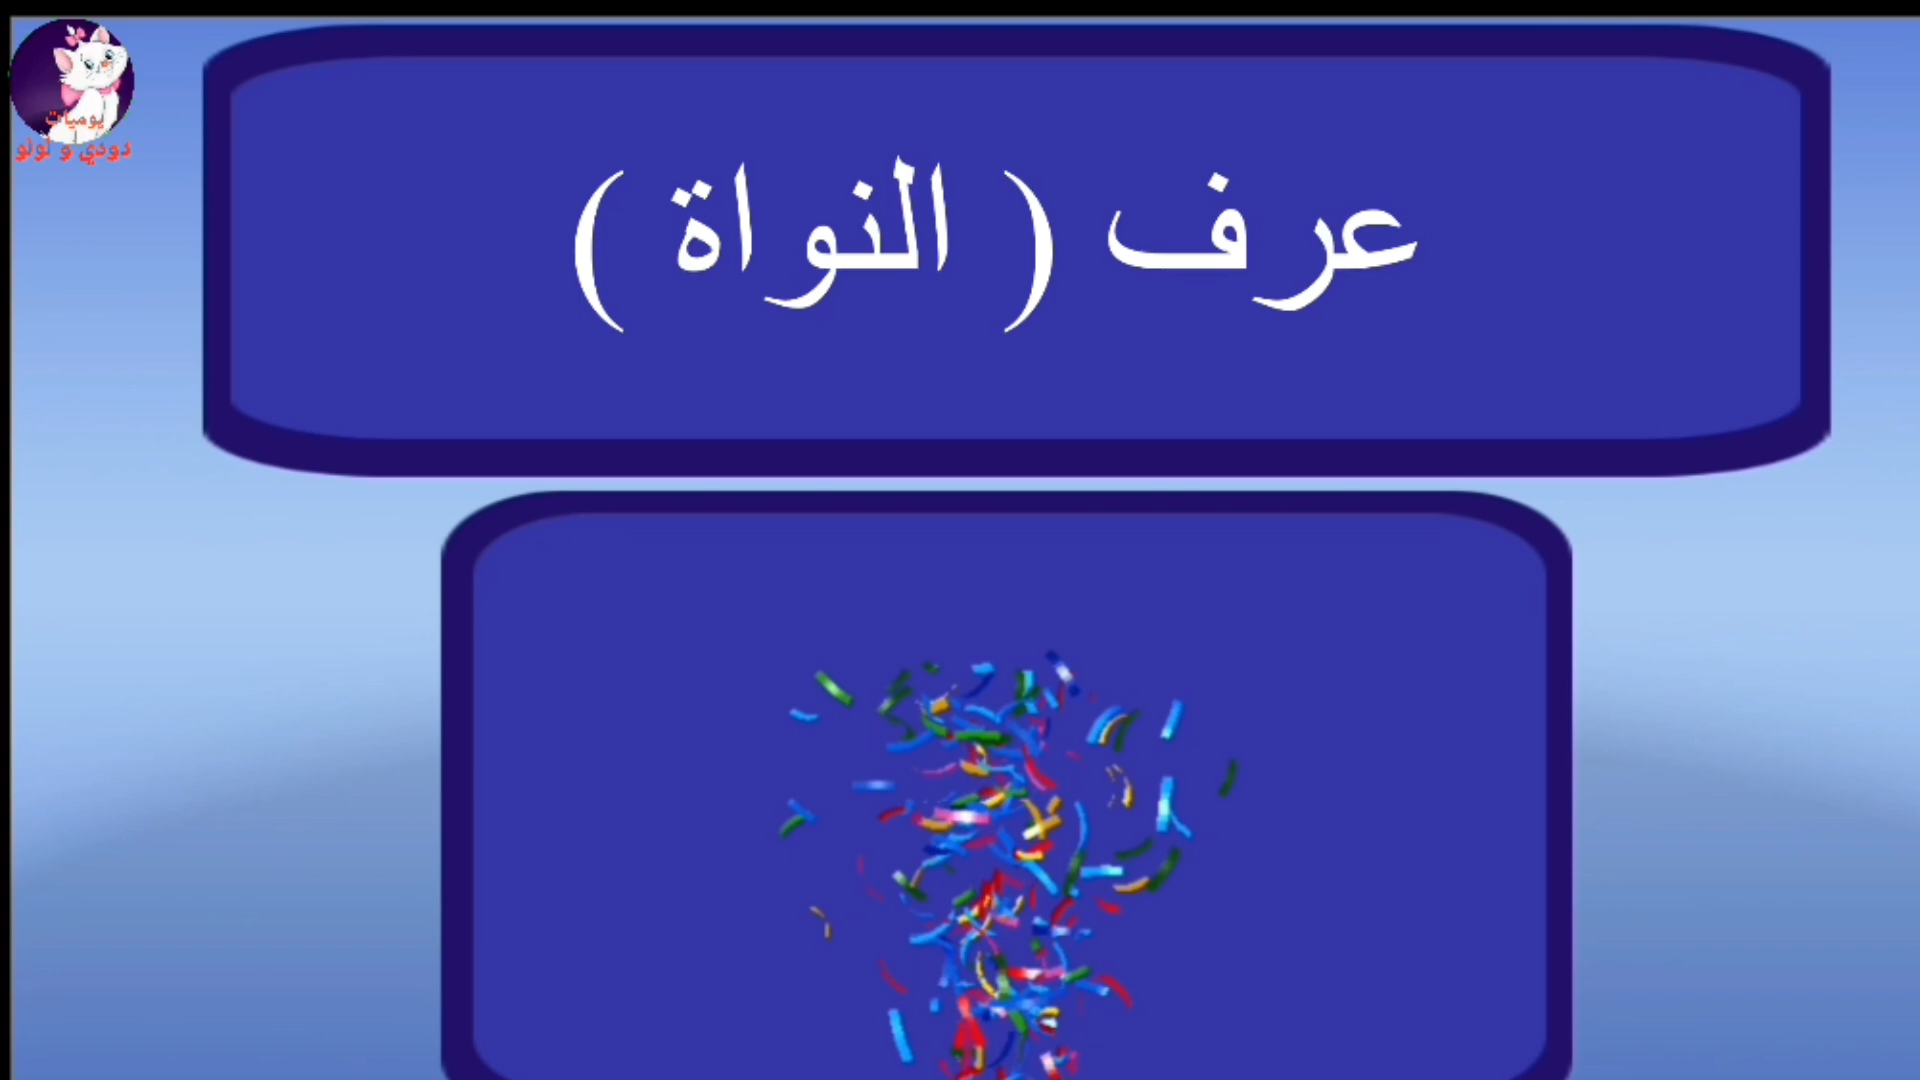 يوميات
دودي و لولو
عرف ( النواة )